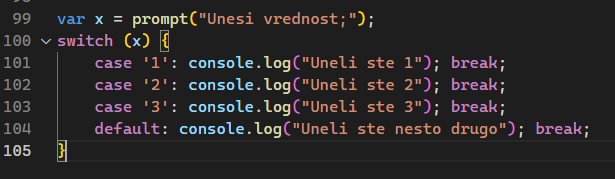 99 var x = prompt("Unesi vrednost;");
100 switch (x) {
101 case '1': console.log("Uneli ste 1"); break;
102 case '2': console.log("Uneli ste 2"); break;
103 case '3': console.log("Uneli ste 3"); break;
104 default: console.log("Uneli ste nesto drugo"); break;
105 }